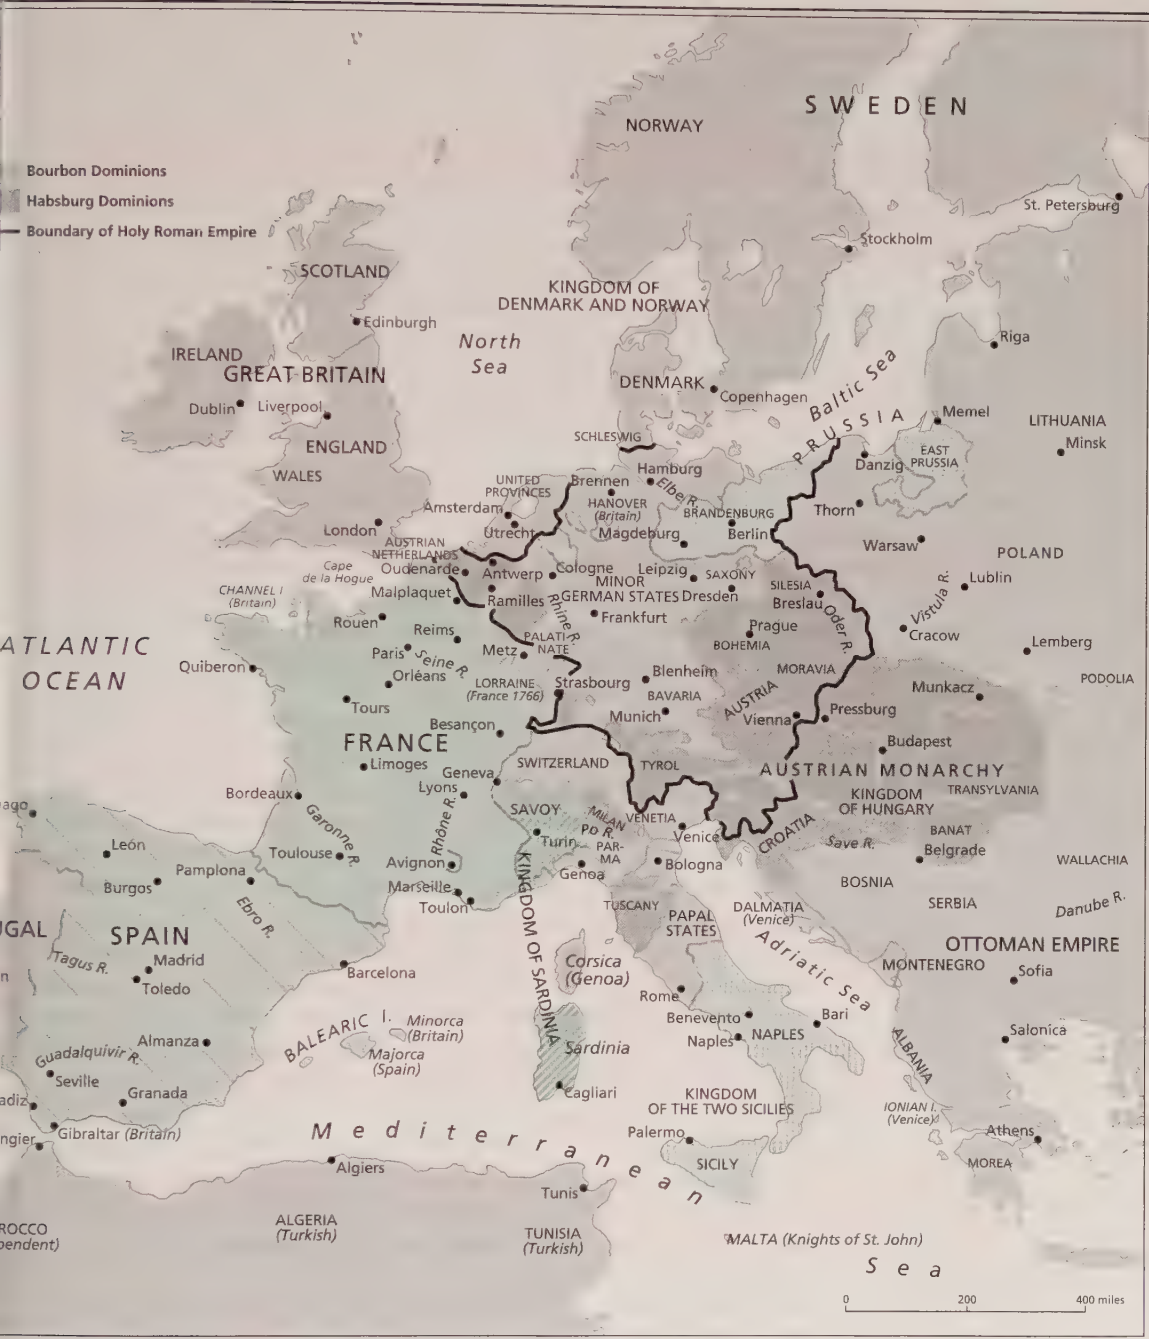 SWEDEN
NORWAY
Bourbon Dominions
Habsburg Dominions
Boundary of Holy Roman Empire
St. Petersburg
Stockholm
SCOTLAND
KINGDOM OF
DENMARK AND NORWAY
Edinburgh
North
Sea
Riga
IRELAND
GREAT BRITAIN
DENMARK
Copenhagen
Baltic Sea
Dublin
Liverpool
PRUSSIA
Memel
LITHUANIA
Minsk
ENGLAND
SCHLESWIG
EAST
PRUSSIA
Danzig
WALES
UNITED
PROVINCES
Hamburg
Brennen
Elbe R.
HANOVER
(Britain)
BRANDENBURG
Thorn
Amsterdam
London
Utrecht
Magdeburg
Berlin
Warsaw
POLAND
AUSTRIAN
NETHERLANDS
Oudenarde
Cape
de la Hogue
Antwerp
Cologne
Leipzig
SAXONY
SILESIA
Lublin
CHANNEL I
(Britain)
Malplaquet
MINOR
GERMAN STATES
Dresden
Breslau
Vistula R.
Ramilles
Rhine R.
Frankfurt
Oder R.
Rouen
Reims
Prague
BOHEMIA
Cracow
ATLANTIC
OCEAN
Paris
Seine R.
Metz
PALATI-
NATE
Lemberg
Quiberon
Orléans
LORRAINE
(France 1766)
Strasbourg
Blenheim
MORAVIA
Munkacz
PODOLIA
Tours
BAVARIA
AUSTRIA
Munich
Vienna
Pressburg
Besançon
FRANCE
Budapest
Limoges
Geneva
SWITZERLAND
TYROL
AUSTRIAN MONARCHY
Lyons
KINGDOM
OF HUNGARY
TRANSYLVANIA
Bordeaux
Garonne R.
Rhône R.
SAVOY
MILAN
VENETIA
Venice
CROATIA
BANAT
ago
León
Toulouse
Turin
Po R.
PAR-
MA
Save R.
Belgrade
Avignon
Genoa
Bologna
WALLACHIA
Burgos
Pamplona
Marseille
Toulon
BOSNIA
Ebro R.
KINGDOM OF SARDINIA
TUSCANY
PAPAL
STATES
DALMATIA
(Venice)
SERBIA
Danube R.
UGAL
SPAIN
Adriatic Sea
OTTOMAN EMPIRE
Tagus R.
Madrid
Toledo
Barcelona
Corsica
(Genoa)
MONTENEGRO
Sofia
n
Rome
BALEARIC I.
Minorca
(Britain)
Benevento
Bari
Salonica
Almanza
Majorca
(Spain)
Sardinia
Naples
NAPLES
ALBANIA
Guadalquivir R.
Seville
Granada
Cagliari
KINGDOM
OF THE TWO SICILIES
IONIAN I.
(Venice)
adiz
Gibraltar (Britain)
Palermo
Athens
ngier
Mediterranean
SICILY
MOREA
Algiers
Tunis
ALGERIA
(Turkish)
TUNISIA
(Turkish)
ROCCO
pendent)
MALTA (Knights of St. John)
Sea
0 200 400 miles